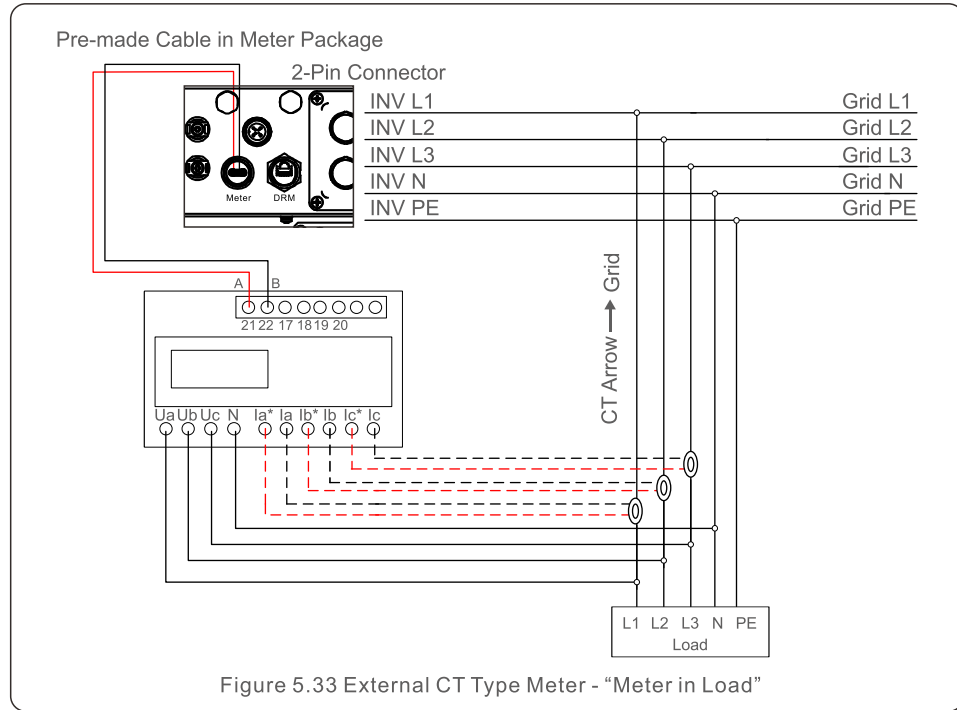 Pre-made Cable in Meter Package
2-Pin Connector
INV L1 Grid L1
INV L2 Grid L2
INV L3 Grid L3
INV N Grid N
INV PE Grid PE
Meter DRM
A B
21 22 17 18 19 20
CT Arrow → Grid
Ua Ub Uc N Ia* Ia Ib* Ib Ic* Ic
L1 L2 L3 N PE
Load
Figure 5.33 External CT Type Meter - “Meter in Load”